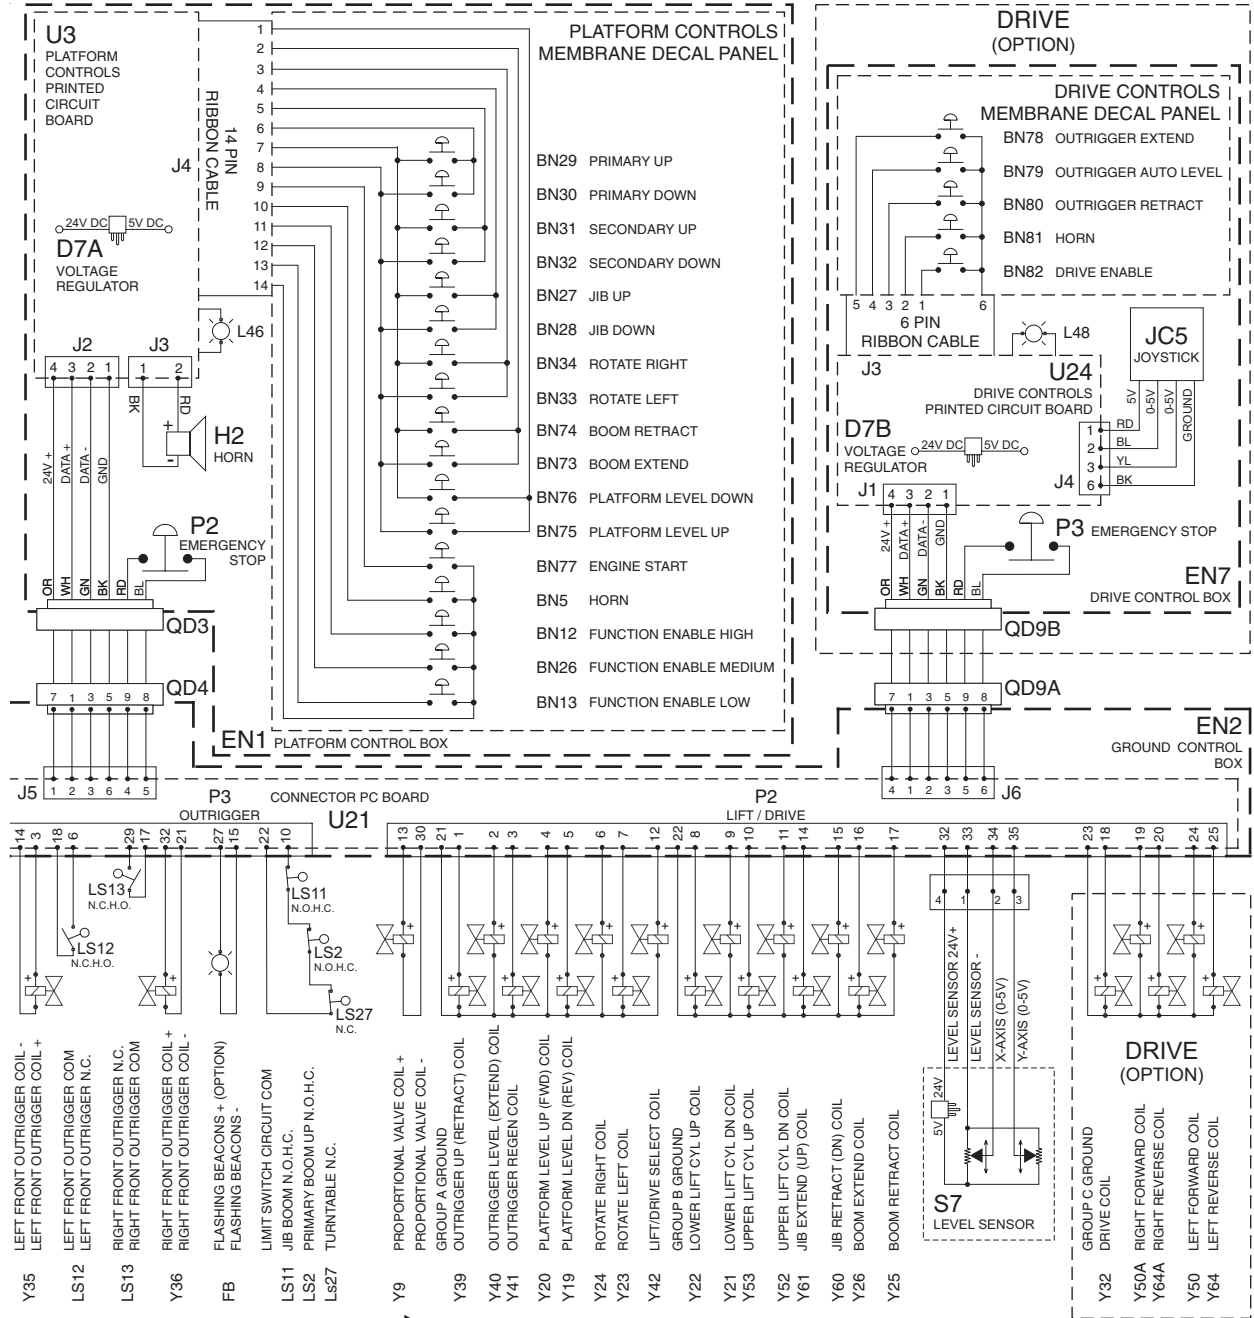 U3
PLATFORM
CONTROLS
PRINTED
CIRCUIT
BOARD
14 PIN
RIBBON CABLE
J4
1
2
3
4
5
6
7
8
9
10
11
12
13
14
24V DC 5V DC
D7A
VOLTAGE
REGULATOR
L46
J2
4 3 2 1
J3
1 2
BK
RD
+
-
H2
HORN
24V +
DATA +
DATA -
GND
P2
EMERGENCY
STOP
OR
WH
GN
BK
RD
BL
QD3
QD4
7 1 3 5 9 8
PLATFORM CONTROLS
MEMBRANE DECAL PANEL
BN29 PRIMARY UP
BN30 PRIMARY DOWN
BN31 SECONDARY UP
BN32 SECONDARY DOWN
BN27 JIB UP
BN28 JIB DOWN
BN34 ROTATE RIGHT
BN33 ROTATE LEFT
BN74 BOOM RETRACT
BN73 BOOM EXTEND
BN76 PLATFORM LEVEL DOWN
BN75 PLATFORM LEVEL UP
BN77 ENGINE START
BN5 HORN
BN12 FUNCTION ENABLE HIGH
BN26 FUNCTION ENABLE MEDIUM
BN13 FUNCTION ENABLE LOW
EN1 PLATFORM CONTROL BOX
DRIVE
(OPTION)
DRIVE CONTROLS
MEMBRANE DECAL PANEL
BN78 OUTRIGGER EXTEND
BN79 OUTRIGGER AUTO LEVEL
BN80 OUTRIGGER RETRACT
BN81 HORN
BN82 DRIVE ENABLE
5 4 3 2 1 6
6 PIN
RIBBON CABLE
J3
L48
JC5
JOYSTICK
5V
0-5V
0-5V
GROUND
U24
DRIVE CONTROLS
PRINTED CIRCUIT BOARD
D7B
VOLTAGE
REGULATOR
24V DC 5V DC
J4
1 RD
2 BL
3 YL
6 BK
J1
4 3 2 1
24V +
DATA +
DATA -
GND
P3 EMERGENCY STOP
OR
WH
GN
BK
RD
BL
EN7
DRIVE CONTROL BOX
QD9B
QD9A
7 1 3 5 9 8
EN2
GROUND CONTROL
BOX
J5
1 2 3 6 4 5
J6
4 1 2 3 5 6
CONNECTOR PC BOARD
U21
P3
OUTRIGGER
P2
LIFT / DRIVE
14 3 18 6 29 17 32 21 27 15 22 10
13 30 21 1 2 3 4 5 6 7 12 22 8 9 10 11 14 15 16 17 32 33 34 35 23 18 19 20 24 25
LS13
N.C.H.O.
LS12
N.C.H.O.
LS11
N.O.H.C.
LS2
N.O.H.C.
LS27
N.C.
+ + + + + + + + + + + + + + + + + + + + + + + +
4 1 2 3
LEVEL SENSOR 24V+
LEVEL SENSOR -
X-AXIS (0-5V)
Y-AXIS (0-5V)
24V
5V
S7
LEVEL SENSOR
DRIVE
(OPTION)
LEFT FRONT OUTRIGGER COIL -
LEFT FRONT OUTRIGGER COIL +
LEFT FRONT OUTRIGGER COM
LEFT FRONT OUTRIGGER N.C.
RIGHT FRONT OUTRIGGER N.C.
RIGHT FRONT OUTRIGGER COM
RIGHT FRONT OUTRIGGER COIL +
RIGHT FRONT OUTRIGGER COIL -
FLASHING BEACONS + (OPTION)
FLASHING BEACONS -
LIMIT SWITCH CIRCUIT COM
JIB BOOM N.O.H.C.
PRIMARY BOOM UP N.O.H.C.
TURNTABLE N.C.
PROPORTIONAL VALVE COIL +
PROPORTIONAL VALVE COIL -
GROUP A GROUND
OUTRIGGER UP (RETRACT) COIL
OUTRIGGER LEVEL (EXTEND) COIL
OUTRIGGER REGEN COIL
PLATFORM LEVEL UP (FWD) COIL
PLATFORM LEVEL DN (REV) COIL
ROTATE RIGHT COIL
ROTATE LEFT COIL
LIFT/DRIVE SELECT COIL
GROUP B GROUND
LOWER LIFT CYL UP COIL
LOWER LIFT CYL DN COIL
UPPER LIFT CYL UP COIL
UPPER LIFT CYL DN COIL
JIB EXTEND (UP) COIL
JIB RETRACT (DN) COIL
BOOM EXTEND COIL
BOOM RETRACT COIL
GROUP C GROUND
DRIVE COIL
RIGHT FORWARD COIL
RIGHT REVERSE COIL
LEFT FORWARD COIL
LEFT REVERSE COIL
Y35
LS12
LS13
Y36
FB
LS11
LS2
Ls27
Y9
Y39
Y40
Y41
Y20
Y19
Y24
Y23
Y42
Y22
Y21
Y53
Y52
Y61
Y60
Y26
Y25
Y32
Y50A
Y64A
Y50
Y64